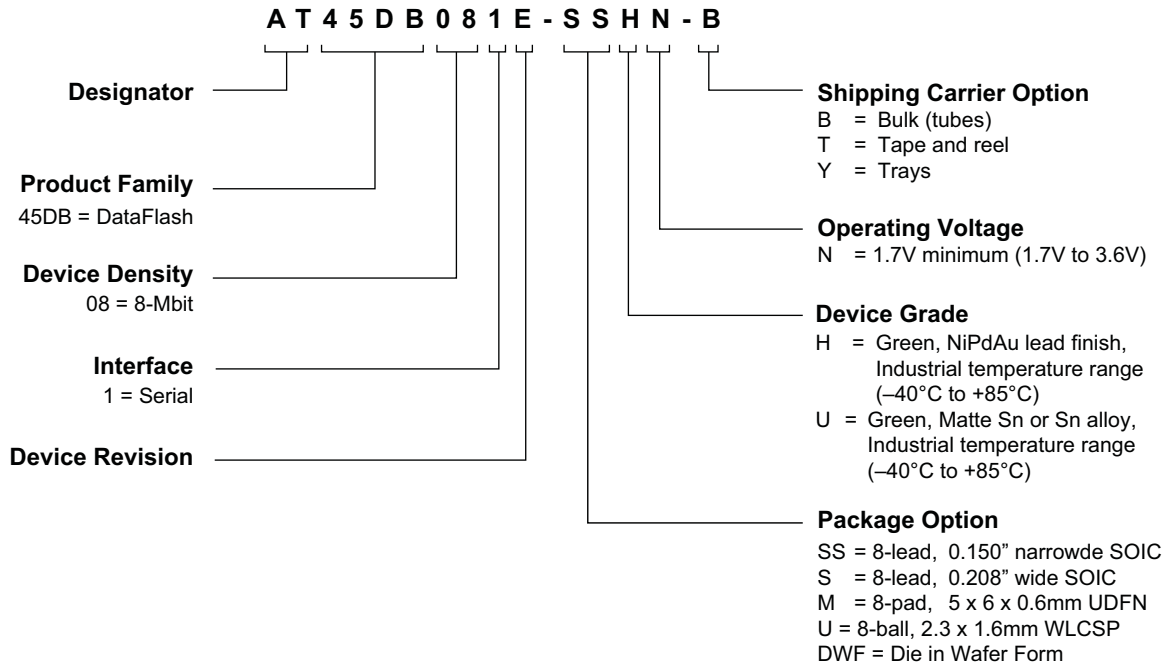 A T 4 5 D B 0 8 1 E - S S H N - B
Designator
Product Family
45DB = DataFlash
Device Density
08 = 8-Mbit
Interface
1 = Serial
Device Revision
Shipping Carrier Option
B = Bulk (tubes)
T = Tape and reel
Y = Trays
Operating Voltage
N = 1.7V minimum (1.7V to 3.6V)
Device Grade
H = Green, NiPdAu lead finish,
Industrial temperature range
(–40°C to +85°C)
U = Green, Matte Sn or Sn alloy,
Industrial temperature range
(–40°C to +85°C)
Package Option
SS = 8-lead, 0.150” narrowde SOIC
S = 8-lead, 0.208” wide SOIC
M = 8-pad, 5 x 6 x 0.6mm UDFN
U = 8-ball, 2.3 x 1.6mm WLCSP
DWF = Die in Wafer Form